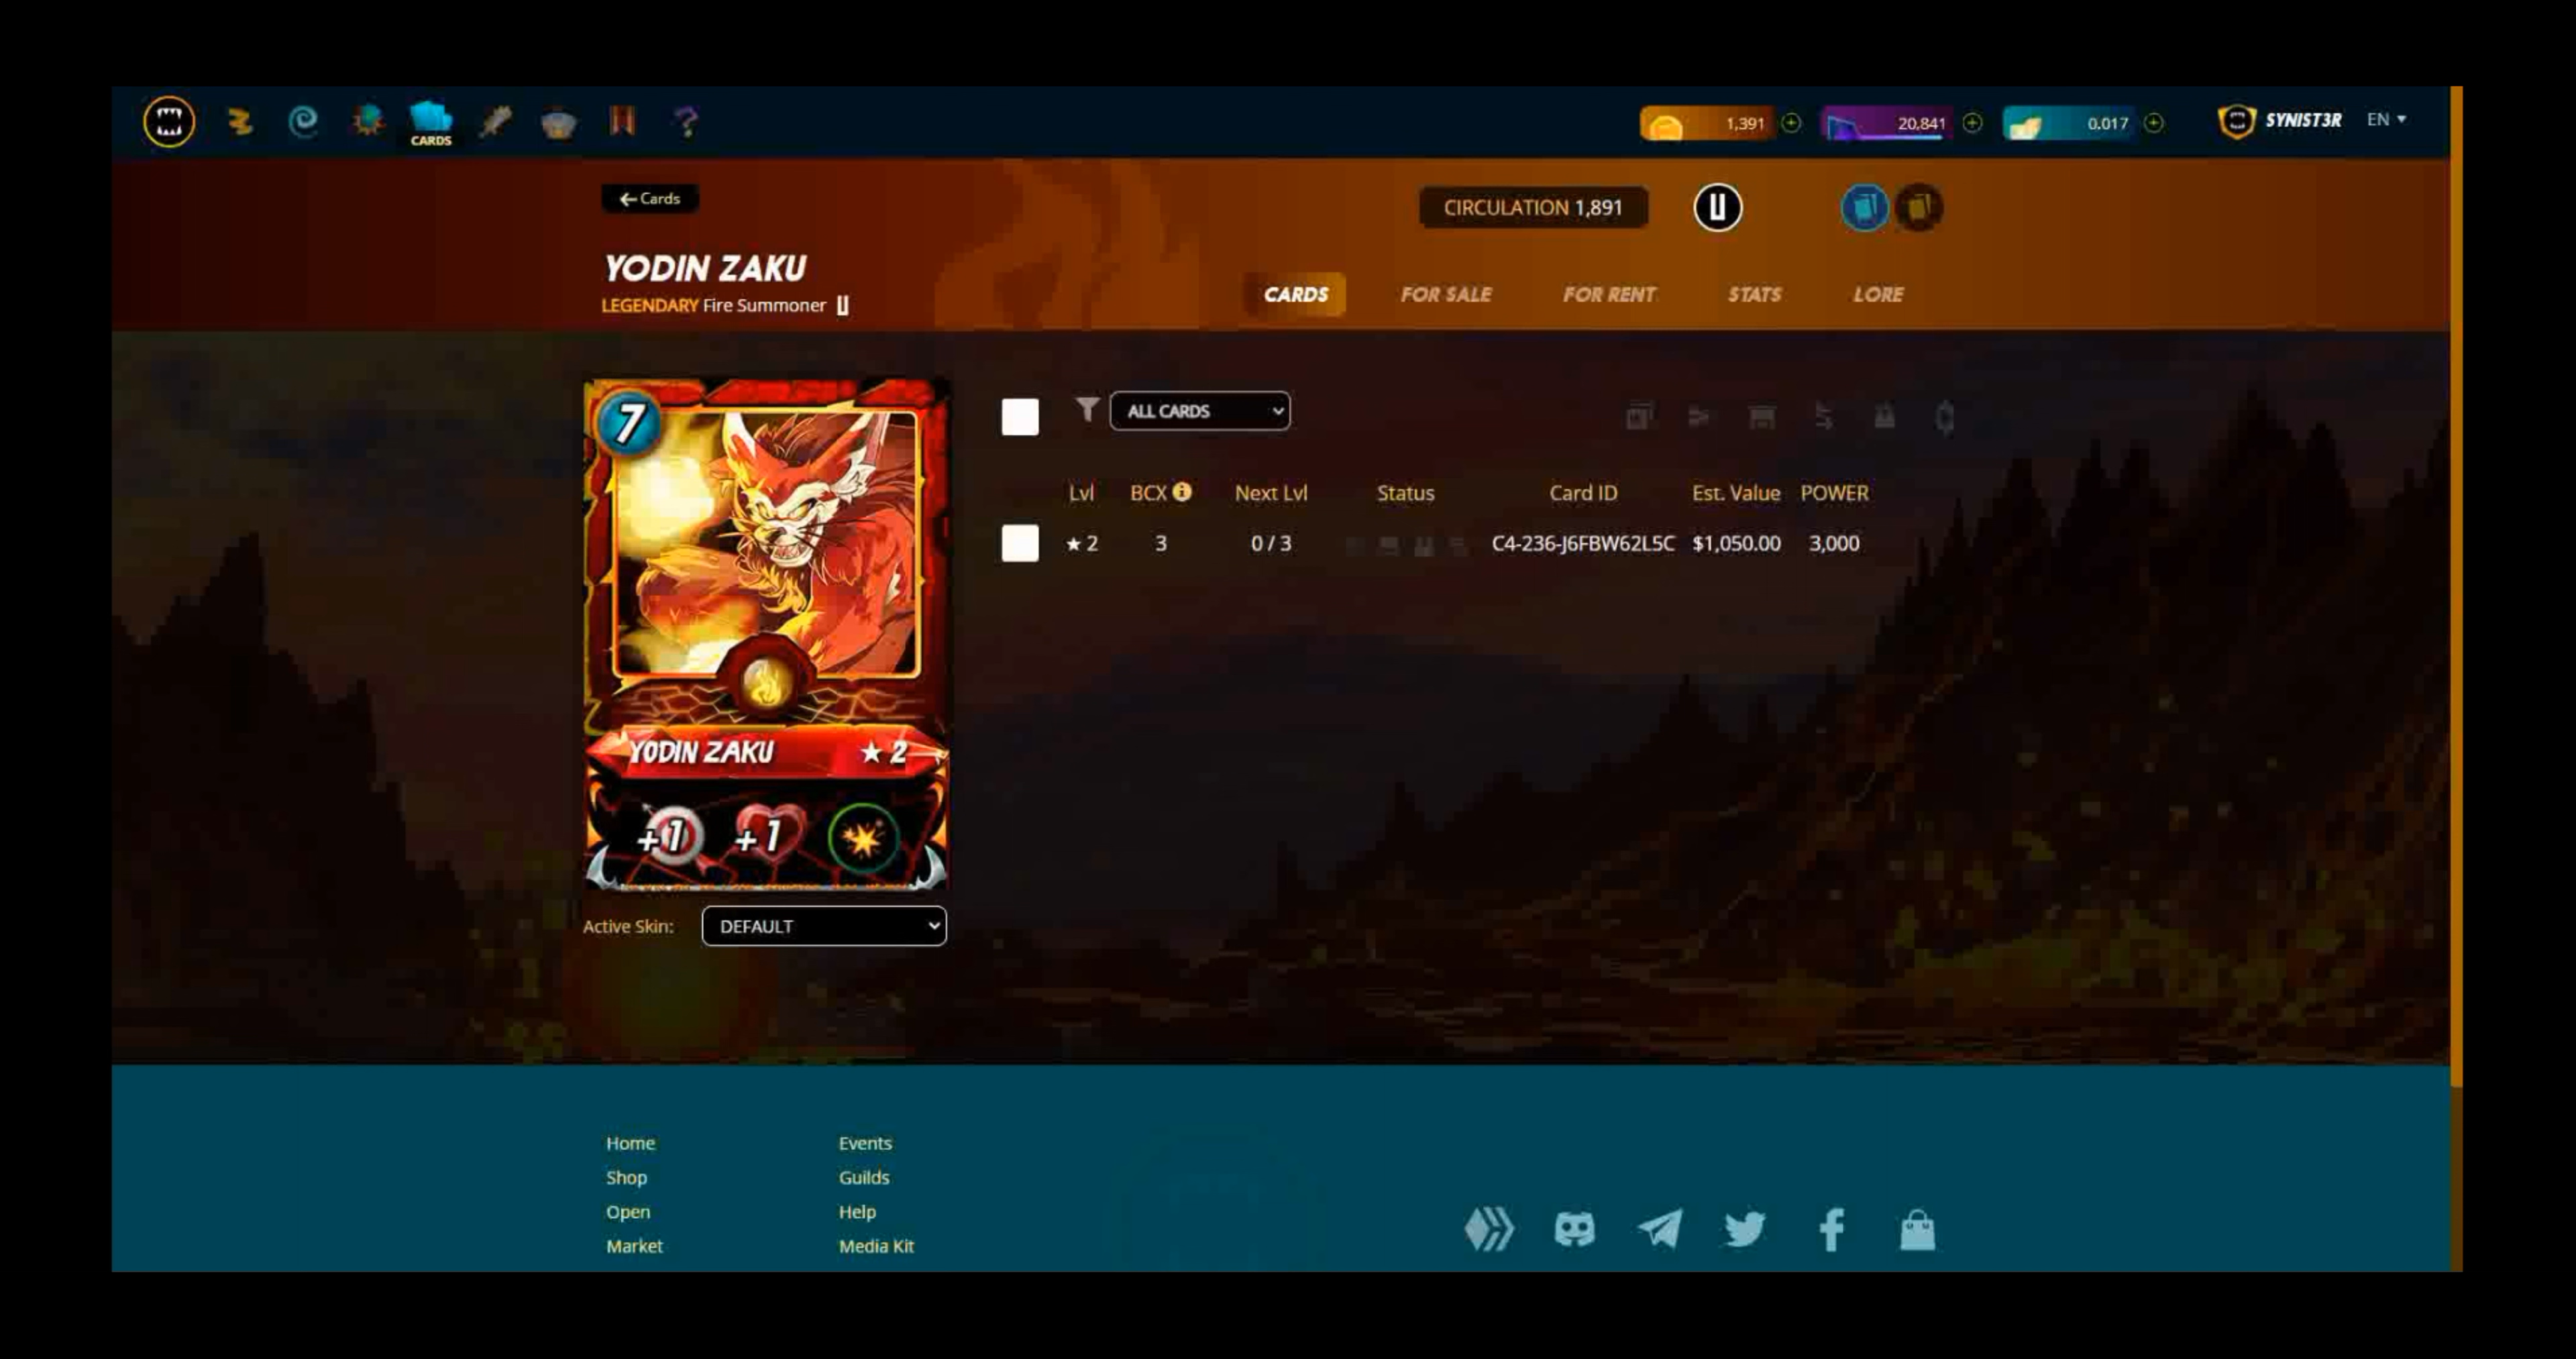 CARDS
1,391
20,841
0.017
SYNIST3R
EN
Cards
CIRCULATION 1,891
YODIN ZAKU
LEGENDARY Fire Summoner
CARDS FOR SALE FOR RENT STATS LORE
7
ALL CARDS
Lvl BCX Next Lvl Status Card ID Est. Value POWER
★ 2 3 0 / 3 C4-236-J6FBW62L5C $1,050.00 3,000
YODIN ZAKU ★ 2
+1 +1
Active Skin: DEFAULT
Home
Shop
Open
Market
Events
Guilds
Help
Media Kit